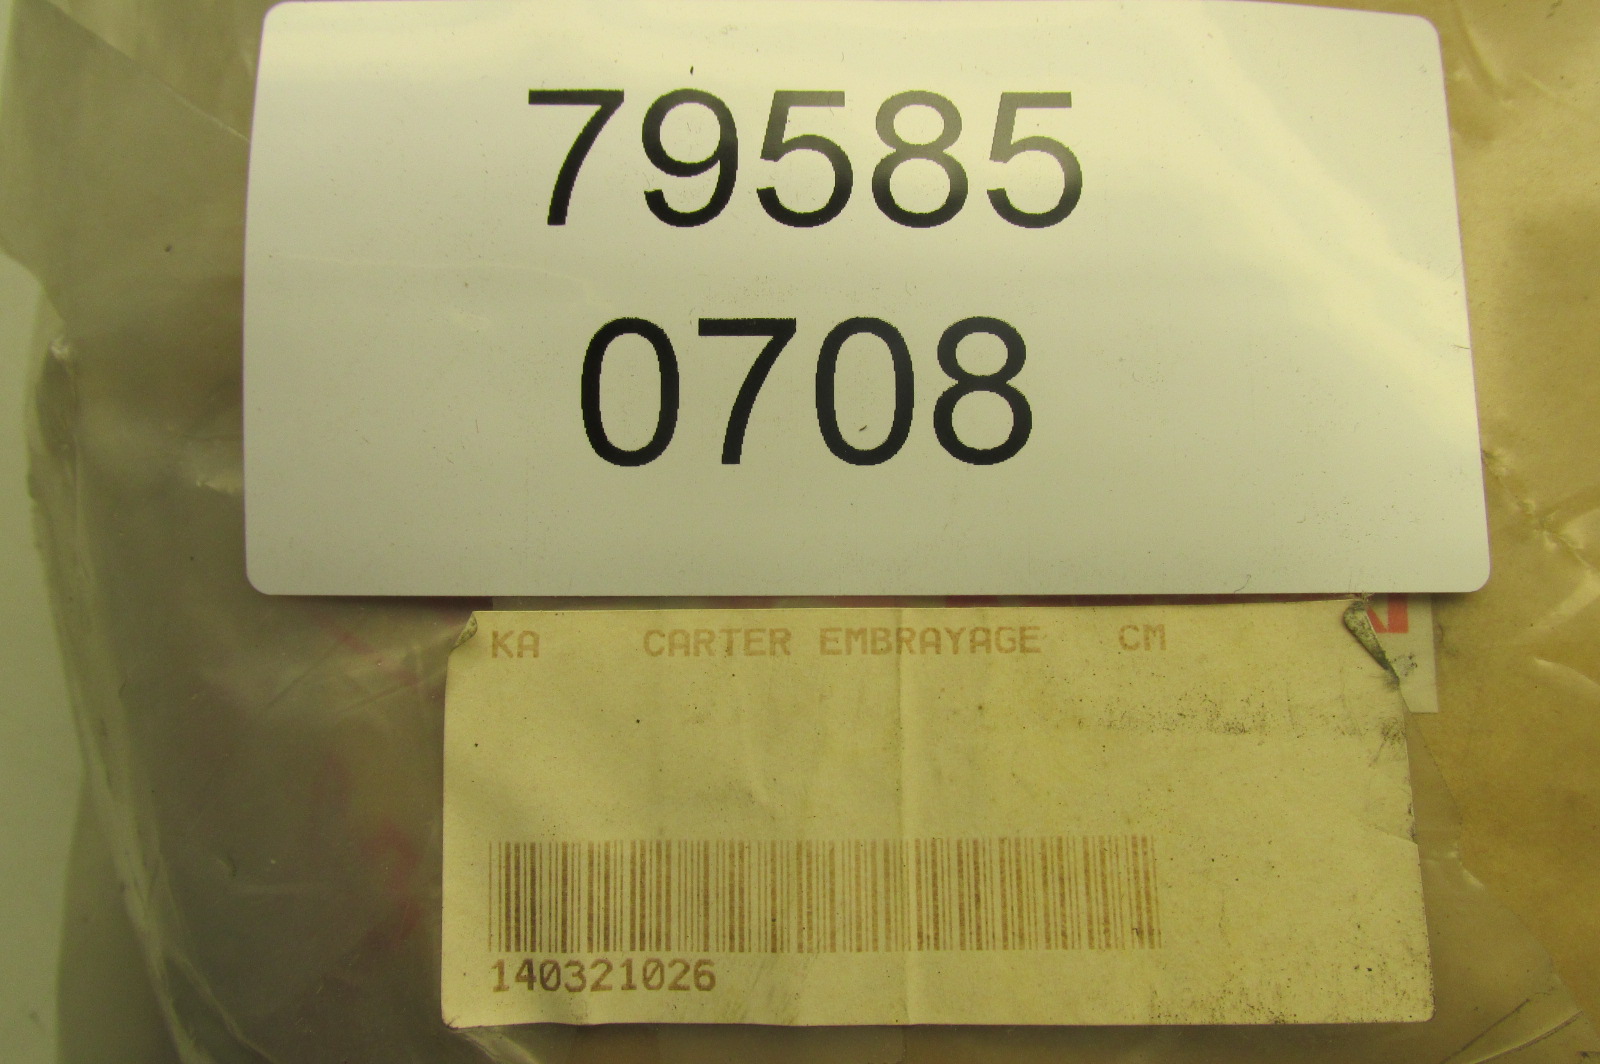 79585
0708
KA CARTER EMBRAYAGE CM
140321026